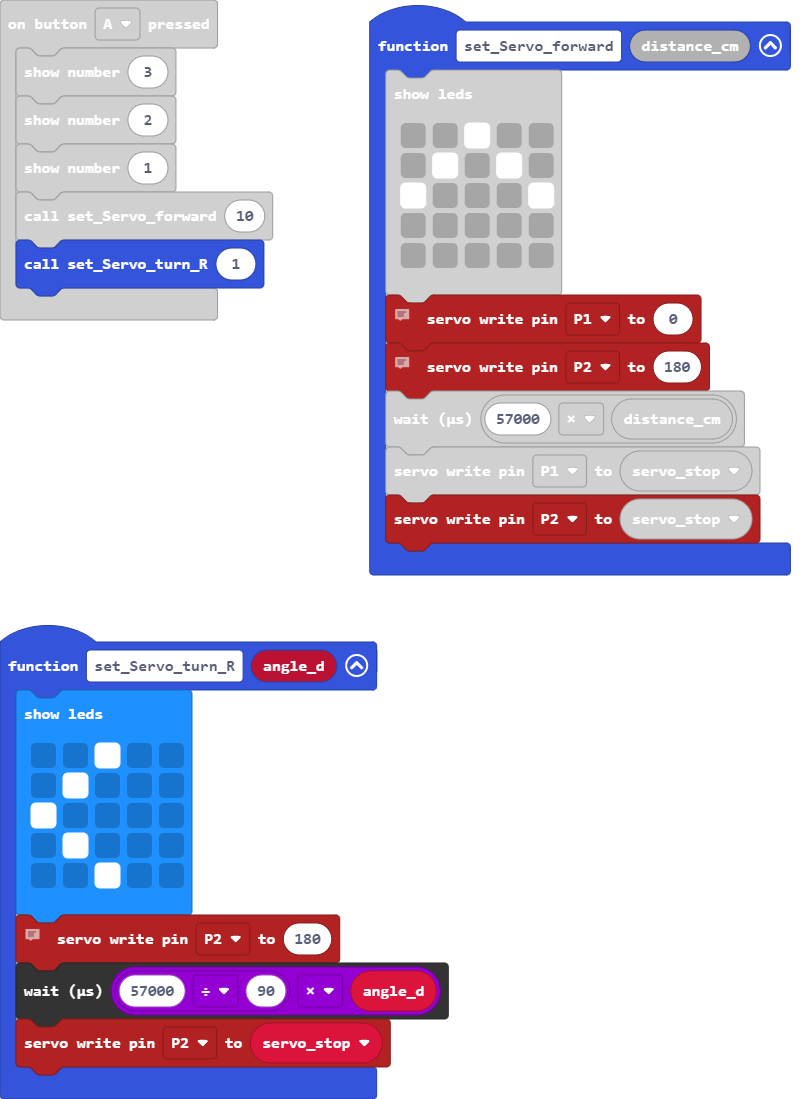 on button A pressed
show number 3
show number 2
show number 1
call set_Servo_forward 10
call set_Servo_turn_R 1
function set_Servo_forward distance_cm
show leds
servo write pin P1 to 0
servo write pin P2 to 180
wait (µs) 57000 × distance_cm
servo write pin P1 to servo_stop
servo write pin P2 to servo_stop
function set_Servo_turn_R angle_d
show leds
servo write pin P2 to 180
wait (µs) 57000 ÷ 90 × angle_d
servo write pin P2 to servo_stop